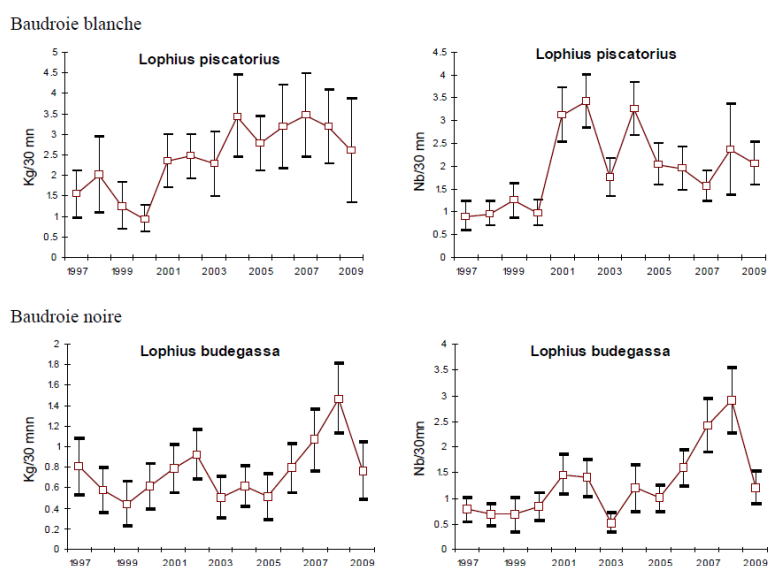 Baudroie blanche
Lophius piscatorius
Kg/30 mn
5
4.5
4
3.5
3
2.5
2
1.5
1
0.5
0
1997 1999 2001 2003 2005 2007 2009
Lophius piscatorius
Nb/30 mn
4.5
4
3.5
3
2.5
2
1.5
1
0.5
0
1997 1999 2001 2003 2005 2007 2009
Baudroie noire
Lophius budegassa
Kg/30 mnn
2
1.8
1.6
1.4
1.2
1
0.8
0.6
0.4
0.2
0
1997 1999 2001 2003 2005 2007 2009
Lophius budegassa
Nb/30mn
4
3.5
3
2.5
2
1.5
1
0.5
0
1997 1999 2001 2003 2005 2007 2009